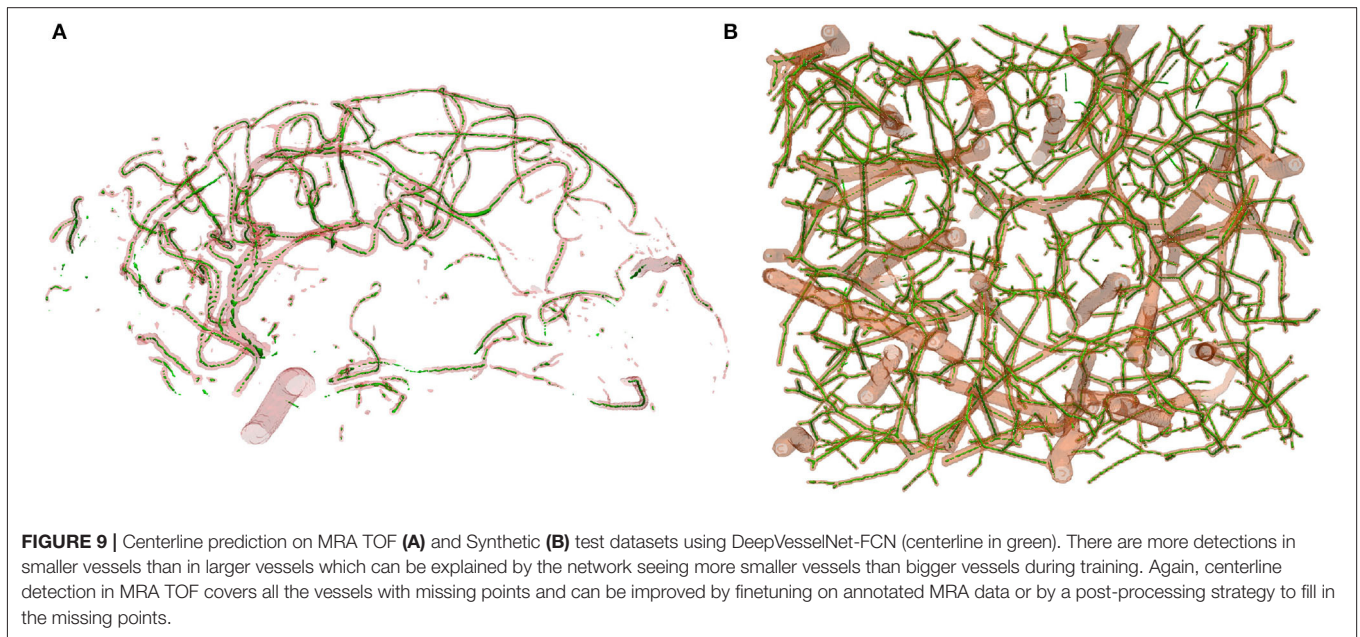 A
B
FIGURE 9 | Centerline prediction on MRA TOF (A) and Synthetic (B) test datasets using DeepVesselNet-FCN (centerline in green). There are more detections in
smaller vessels than in larger vessels which can be explained by the network seeing more smaller vessels than bigger vessels during training. Again, centerline
detection in MRA TOF covers all the vessels with missing points and can be improved by finetuning on annotated MRA data or by a post-processing strategy to fill in
the missing points.